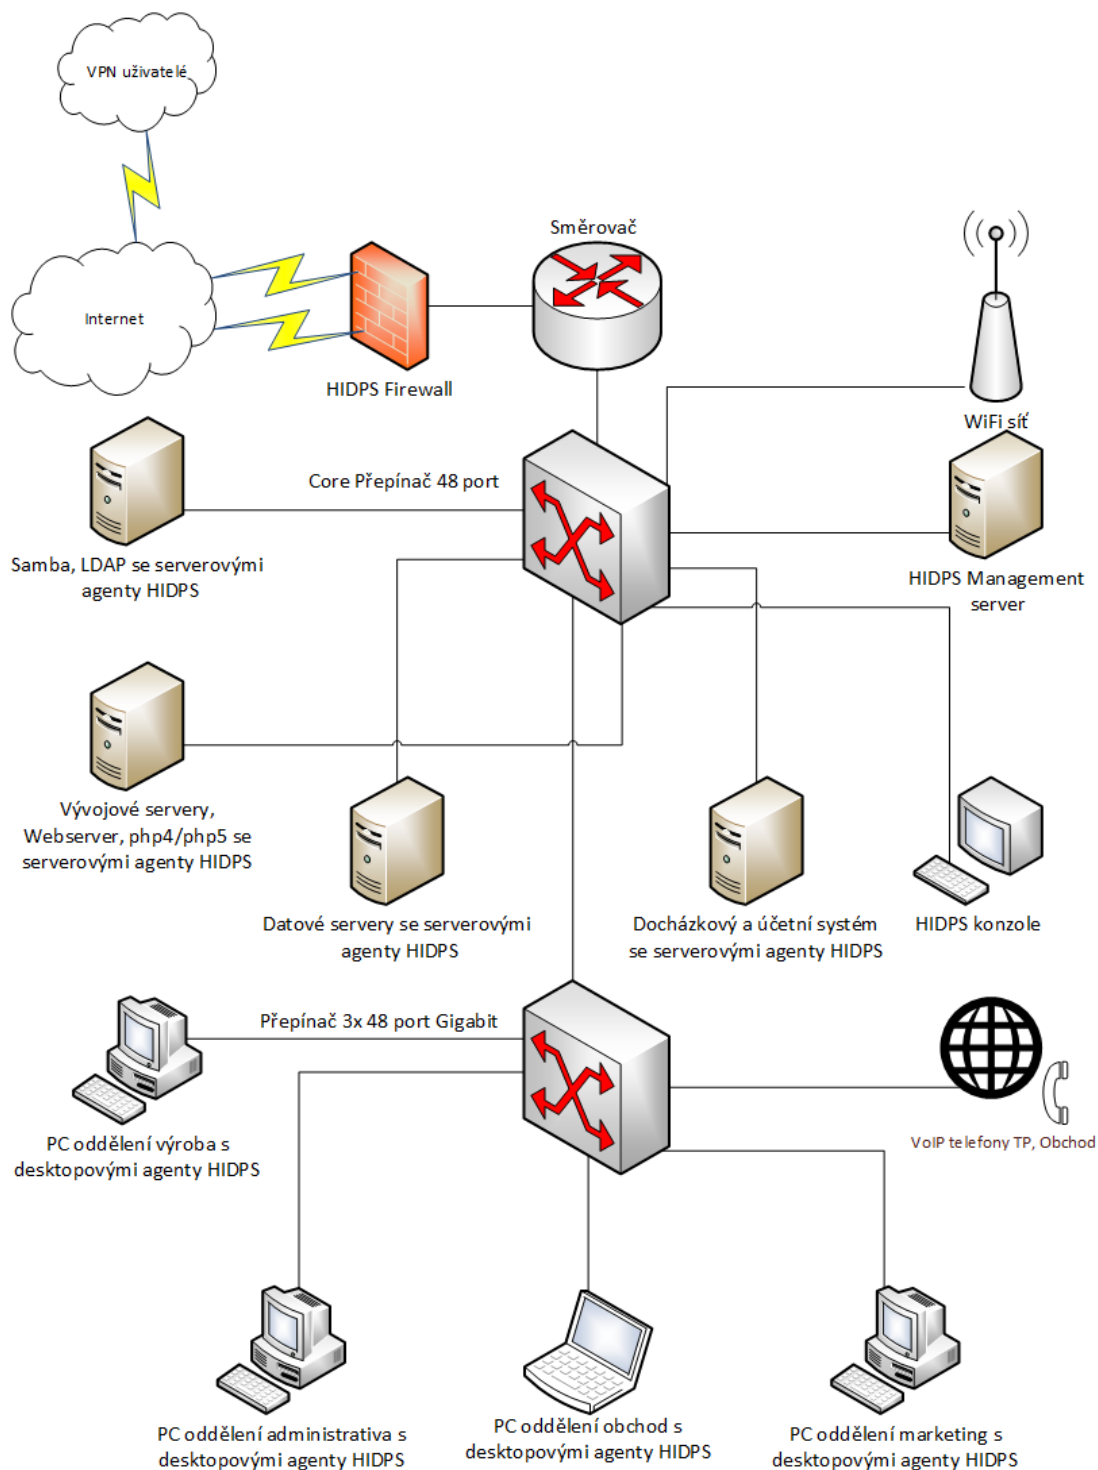 VPN uživatelé
Směrovač
Internet
HIDPS Firewall
WiFi síť
Core Přepínač 48 port
Samba, LDAP se serverovými
agenty HIDPS
HIDPS Management
server
Vývojové servery,
Webserver, php4/php5 se
serverovými agenty HIDPS
Datové servery se serverovými
agenty HIDPS
Docházkový a účetní systém
se serverovými agenty HIDPS
HIDPS konzole
Přepínač 3x 48 port Gigabit
PC oddělení výroba s
desktopovými agenty HIDPS
VoIP telefony TP, Obchod
PC oddělení administrativa s
desktopovými agenty HIDPS
PC oddělení obchod s
desktopovými agenty HIDPS
PC oddělení marketing s
desktopovými agenty HIDPS